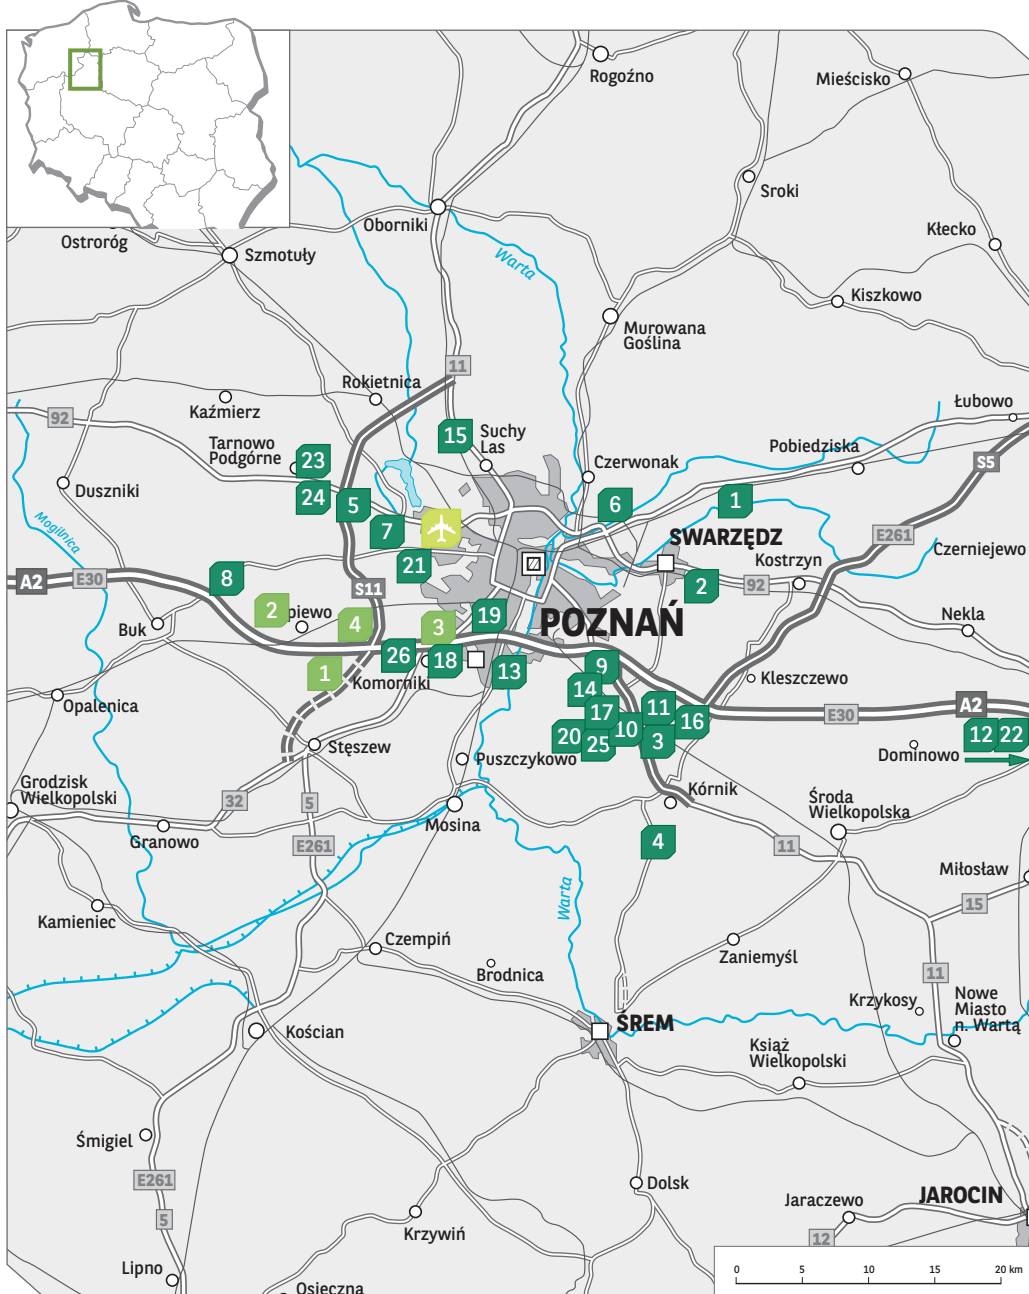 Rogoźno
Mieścisko
Sroki
Oborniki
Ostroróg
Szmotuły
Kłecko
Warta
Kiszkowo
Murowana
Goślina
11
Rokietnica
Kaźmierz
Łubowo
92
15
Suchy
Las
Tarnowo
Podgórne
23
Pobiedziska
Czerwonak
S5
Duszniki
24
5
6
1
7
Mogilnica
SWARZĘDZ
E261
Czerniejewo
21
Kostrzyn
A2
E30
8
S11
2
92
2
piewo
4
3
19
POZNAŃ
Nekla
Buk
26
18
13
9
1
Komorniki
Kleszczewo
14
Opalenica
17
11
16
A2
E30
20
25
10
3
12
22
Stęszew
Puszczykowo
Dominowo
Grodzisk
Wielkopolski
Kórnik
32
5
Środa
Wielkopolska
Mosina
Granowo
E261
4
11
Miłosław
15
Warta
Kamieniec
Czempiń
Zaniemyśl
Brodnica
11
Krzykosy
Nowe
Miasto
n. Wartą
Kościan
ŚREM
Książ
Wielkopolski
Śmigiel
E261
5
Dolsk
Jaraczewo
JAROCIN
Krzywiń
12
Lipno
Osieczna
0
5
10
15
20 km